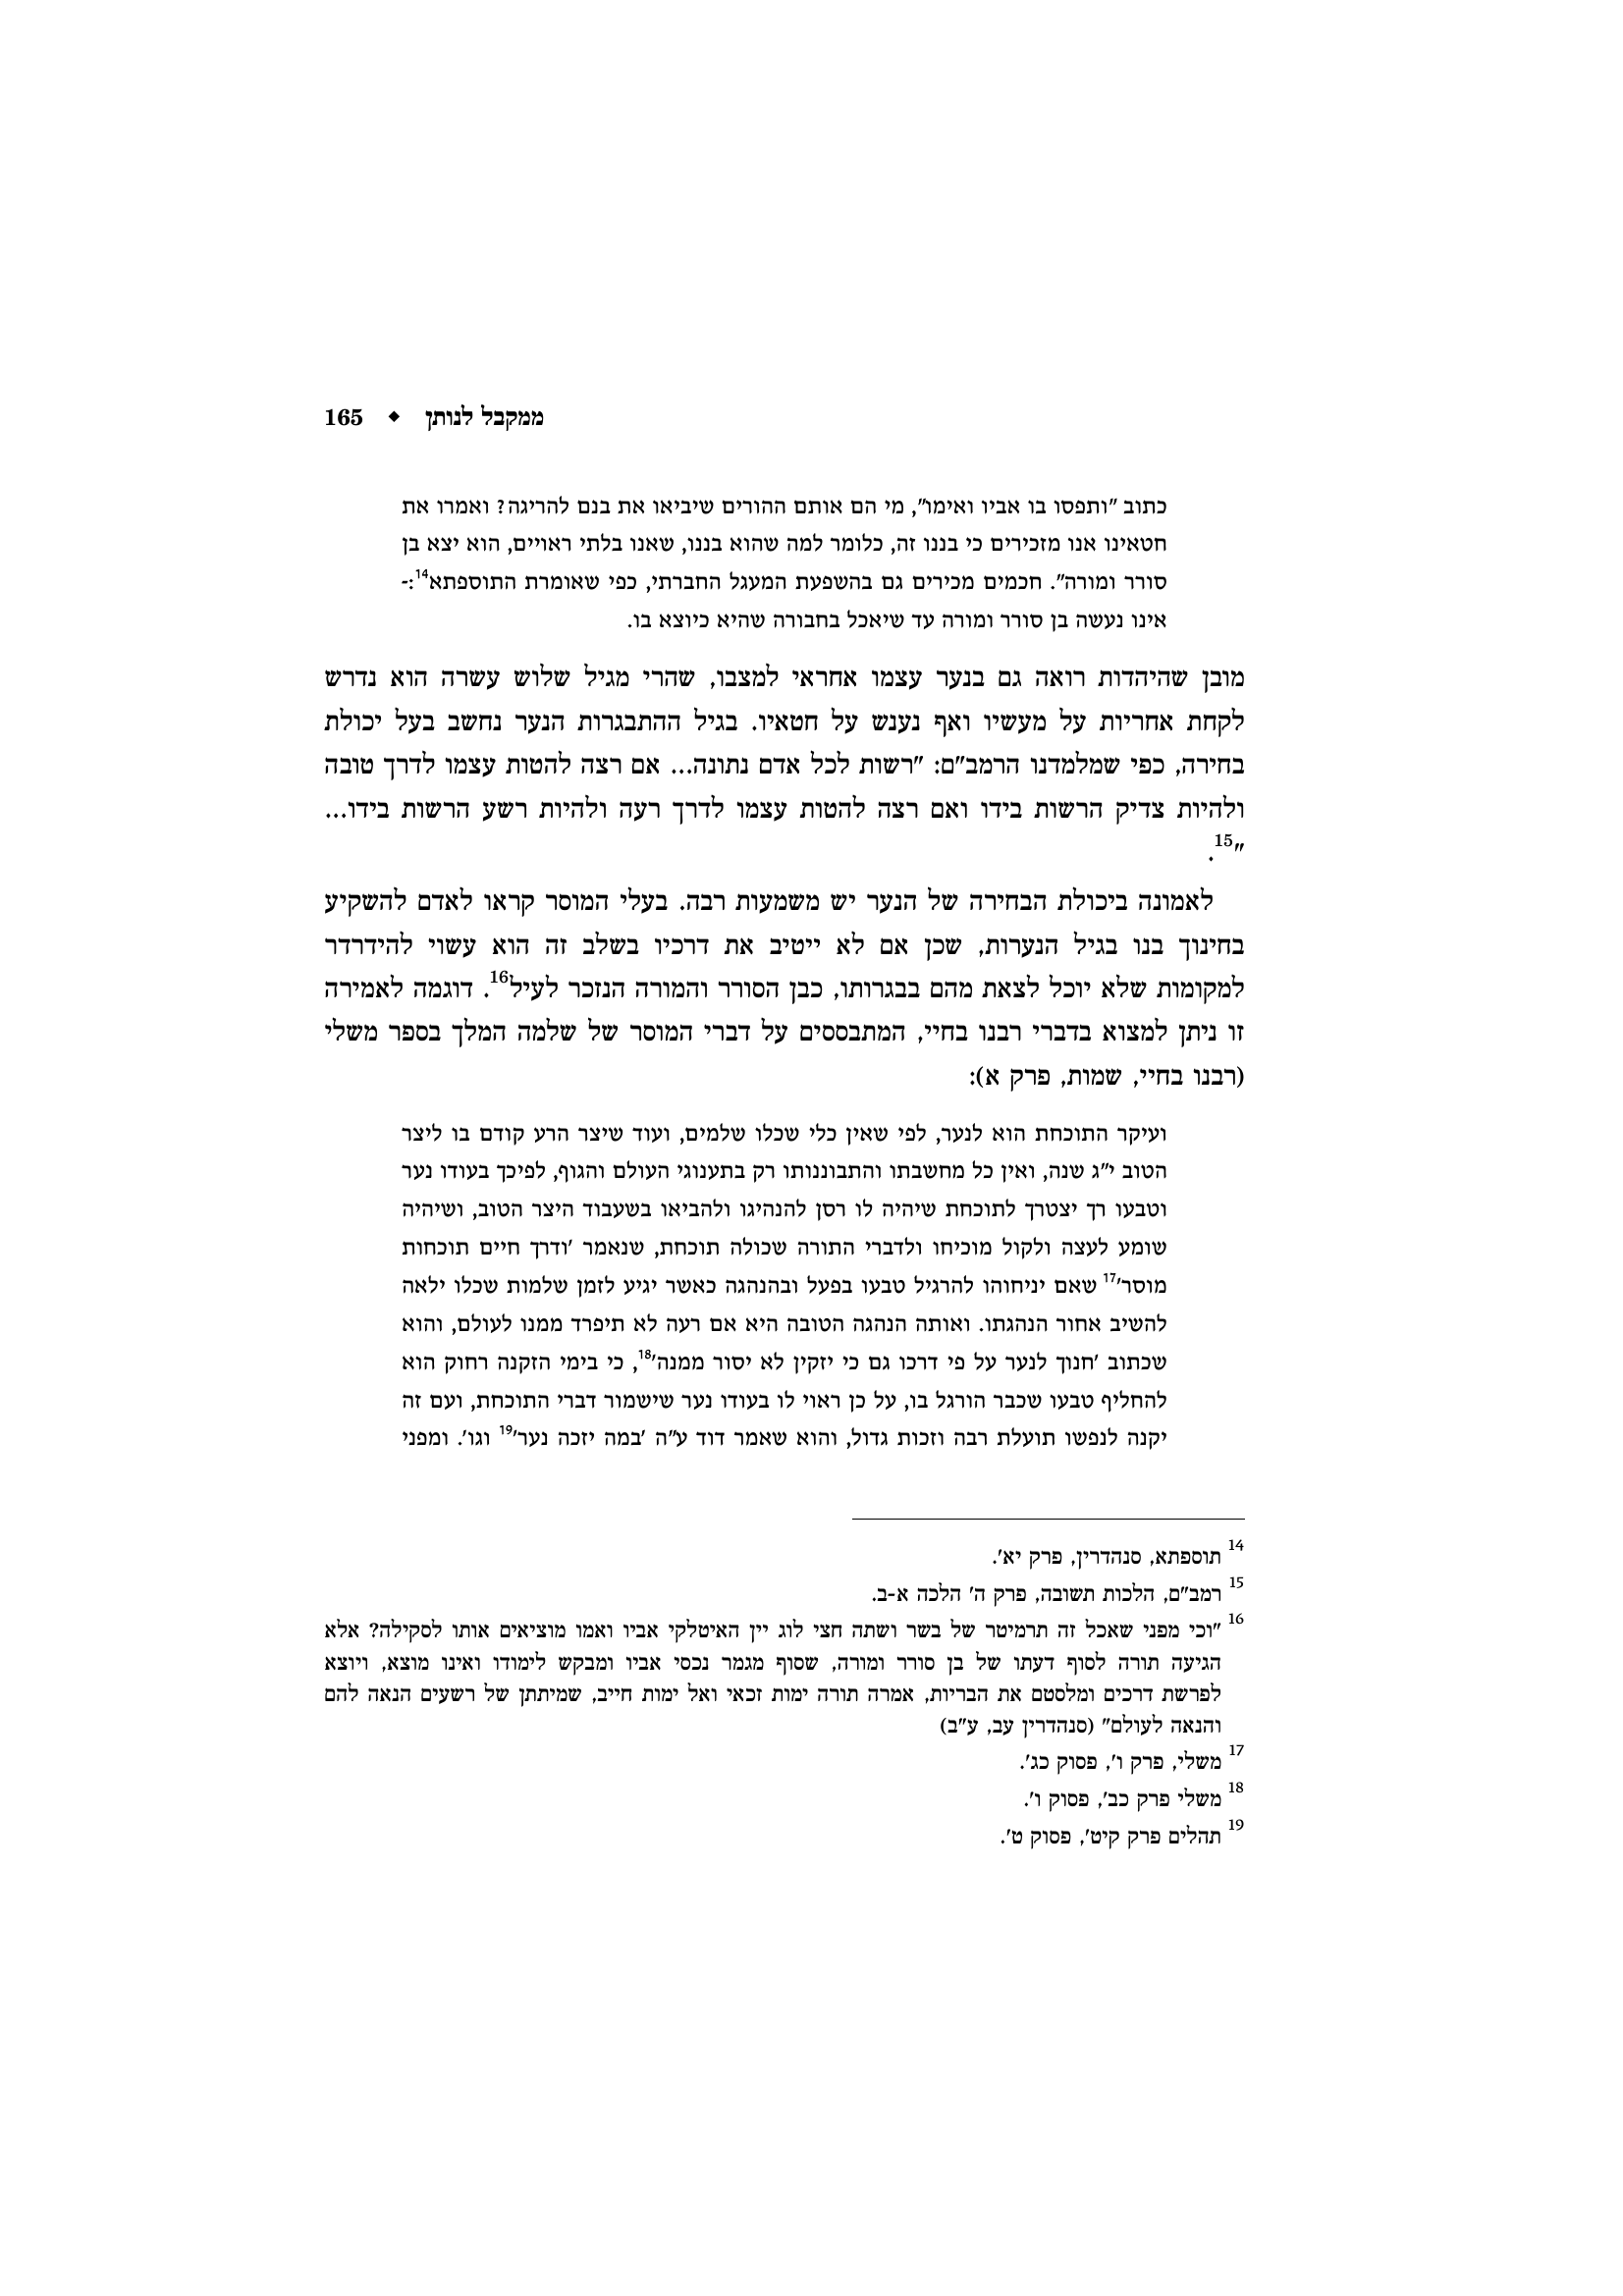 ממקבל לנותן ◆ 165
כתוב "ותפסו בו אביו ואימו", מי הם אותם ההורים שיביאו את בנם להריגה? ואמרו את
חטאינו אנו מזכירים כי בננו זה, כלומר למה שהוא בננו, שאנו בלתי ראויים, הוא יצא בן
סורר ומורה". חכמים מכירים גם בהשפעת המעגל החברתי, כפי שאומרת התוספתא14:-
אינו נעשה בן סורר ומורה עד שיאכל בחבורה שהיא כיוצא בו.
מובן שהיהדות רואה גם בנער עצמו אחראי למצבו, שהרי מגיל שלוש עשרה הוא נדרש
לקחת אחריות על מעשיו ואף נענש על חטאיו. בגיל ההתבגרות הנער נחשב בעל יכולת
בחירה, כפי שמלמדנו הרמב"ם: "רשות לכל אדם נתונה... אם רצה להטות עצמו לדרך טובה
ולהיות צדיק הרשות בידו ואם רצה להטות עצמו לדרך רעה ולהיות רשע הרשות בידו...
"15.
לאמונה ביכולת הבחירה של הנער יש משמעות רבה. בעלי המוסר קראו לאדם להשקיע
בחינוך בנו בגיל הנערות, שכן אם לא ייטיב את דרכיו בשלב זה הוא עשוי להידרדר
למקומות שלא יוכל לצאת מהם בבגרותו, כבן הסורר והמורה הנזכר לעיל16. דוגמה לאמירה
זו ניתן למצוא בדברי רבנו בחיי, המתבססים על דברי המוסר של שלמה המלך בספר משלי
(רבנו בחיי, שמות, פרק א):
ועיקר התוכחת הוא לנער, לפי שאין כלי שכלו שלמים, ועוד שיצר הרע קודם בו ליצר
הטוב י"ג שנה, ואין כל מחשבתו והתבוננותו רק בתענוגי העולם והגוף, לפיכך בעודו נער
וטבעו רך יצטרך לתוכחת שיהיה לו רסן להנהיגו ולהביאו בשעבוד היצר הטוב, ושיהיה
שומע לעצה ולקול מוכיחו ולדברי התורה שכולה תוכחת, שנאמר 'ודרך חיים תוכחות
מוסר'17 שאם יניחוהו להרגיל טבעו בפעל ובהנהגה כאשר יגיע לזמן שלמות שכלו ילאה
להשיב אחור הנהגתו. ואותה הנהגה הטובה היא אם רעה לא תיפרד ממנו לעולם, והוא
שכתוב 'חנוך לנער על פי דרכו גם כי יזקין לא יסור ממנה'18, כי בימי הזקנה רחוק הוא
להחליף טבעו שכבר הורגל בו, על כן ראוי לו בעודו נער שישמור דברי התוכחת, ועם זה
יקנה לנפשו תועלת רבה וזכות גדול, והוא שאמר דוד ע"ה 'במה יזכה נער'19 וגו'. ומפני
14 תוספתא, סנהדרין, פרק יא'.
15 רמב"ם, הלכות תשובה, פרק ה' הלכה א-ב.
16 "וכי מפני שאכל זה תרמיטר של בשר ושתה חצי לוג יין האיטלקי אביו ואמו מוציאים אותו לסקילה? אלא
הגיעה תורה לסוף דעתו של בן סורר ומורה, שסוף מגמר נכסי אביו ומבקש לימודו ואינו מוצא, ויוצא
לפרשת דרכים ומלסטם את הבריות, אמרה תורה ימות זכאי ואל ימות חייב, שמיתתן של רשעים הנאה להם
והנאה לעולם" (סנהדרין עב, ע"ב)
17 משלי, פרק ו', פסוק כג'.
18 משלי פרק כב', פסוק ו'.
19 תהלים פרק קיט', פסוק ט'.